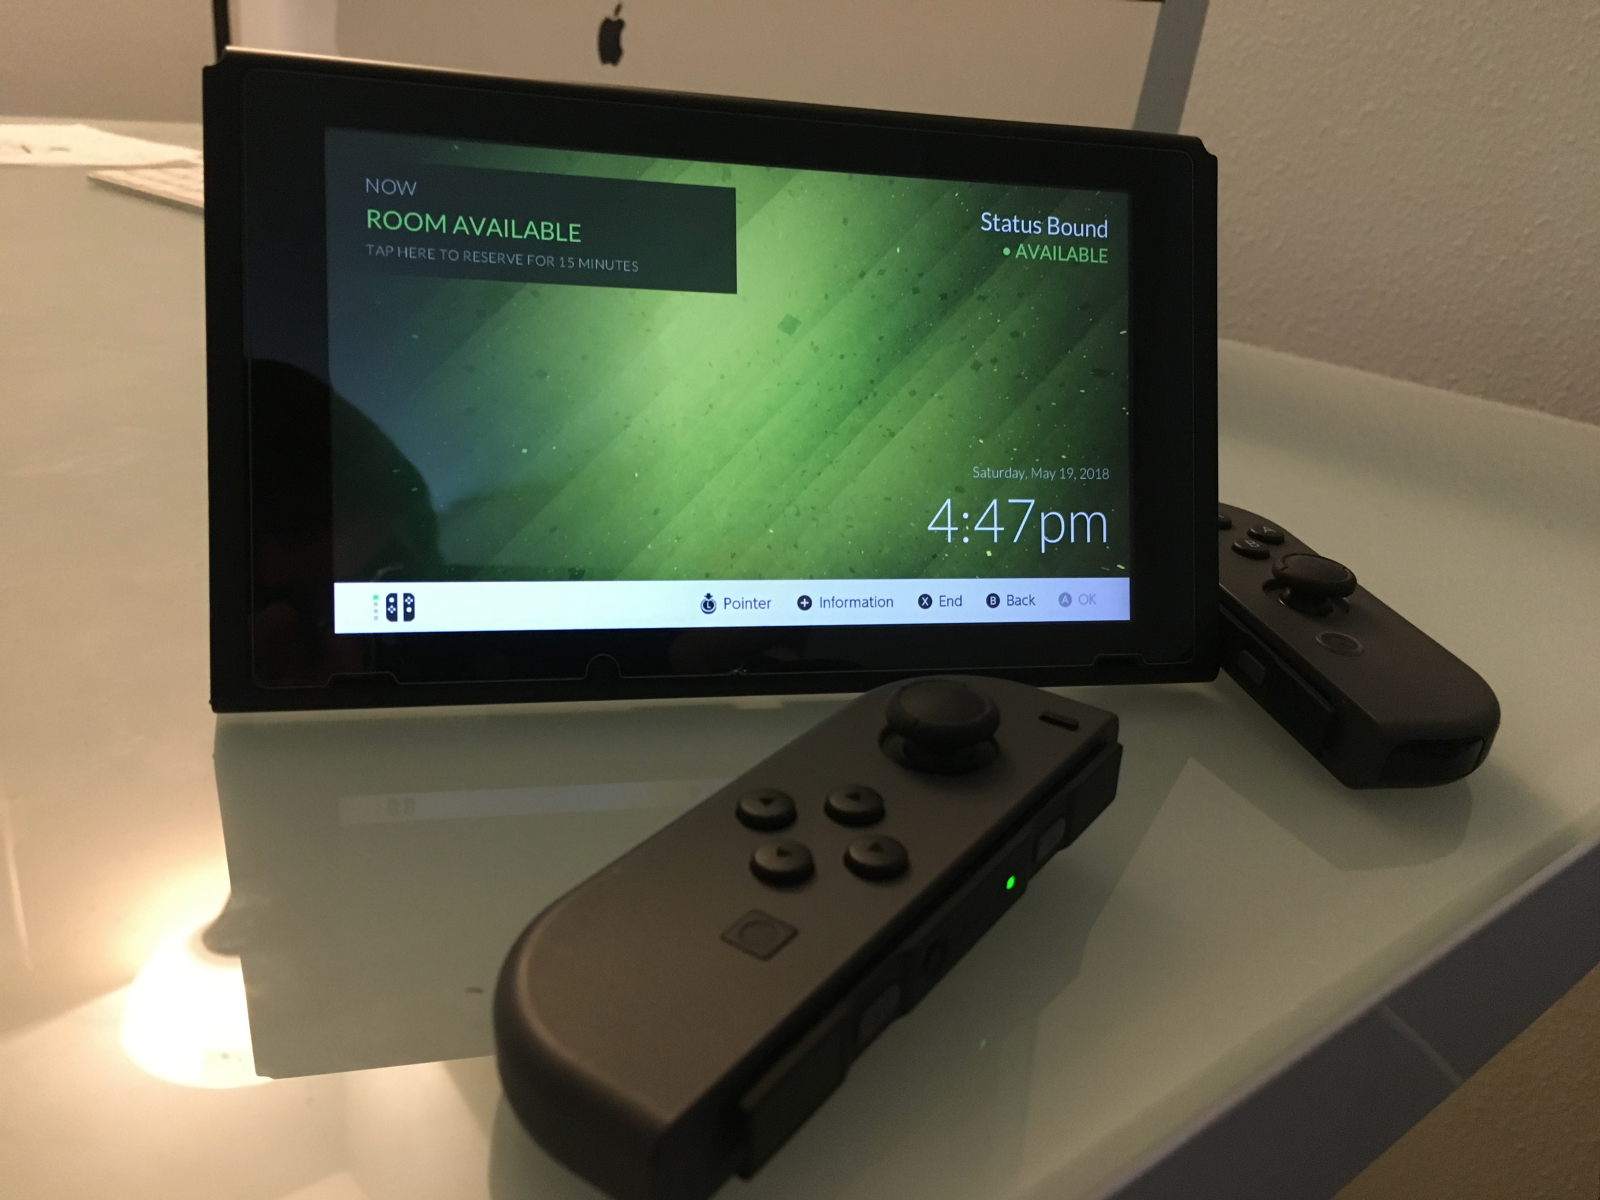 NOW
ROOM AVAILABLE
TAP HERE TO RESERVE FOR 15 MINUTES
Status Bound
• AVAILABLE
Saturday, May 19, 2018
4:47pm
L Pointer + Information X End B Back A OK